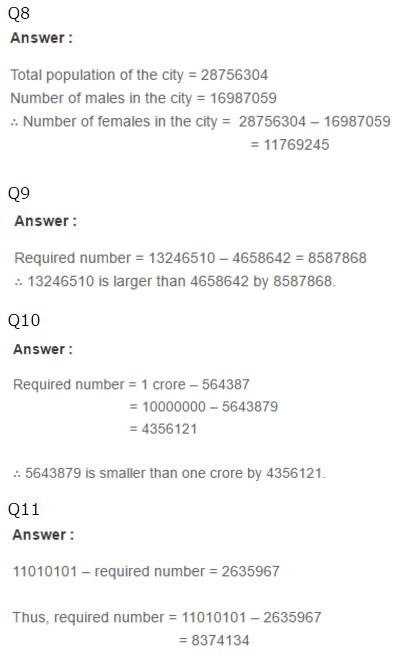 Q8
Answer :
Total population of the city = 28756304
Number of males in the city = 16987059
∴ Number of females in the city =  28756304 – 16987059
= 11769245
Q9
Answer :
Required number = 13246510 – 4658642 = 8587868
∴ 13246510 is larger than 4658642 by 8587868.
Q10
Answer :
Required number = 1 crore – 564387
= 10000000 – 5643879
= 4356121
∴ 5643879 is smaller than one crore by 4356121.
Q11
Answer :
11010101 – required number = 2635967
Thus, required number = 11010101 – 2635967
= 8374134